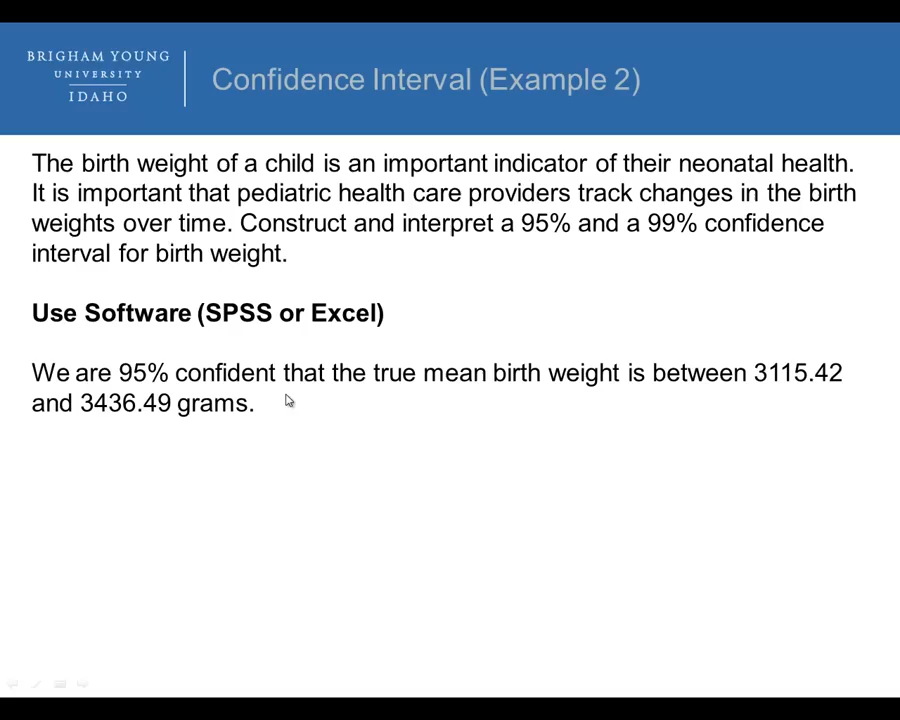 BRIGHAM YOUNG
UNIVERSITY
IDAHO
Confidence Interval (Example 2)
The birth weight of a child is an important indicator of their neonatal health.
It is important that pediatric health care providers track changes in the birth
weights over time. Construct and interpret a 95% and a 99% confidence
interval for birth weight.
Use Software (SPSS or Excel)
We are 95% confident that the true mean birth weight is between 3115.42
and 3436.49 grams.